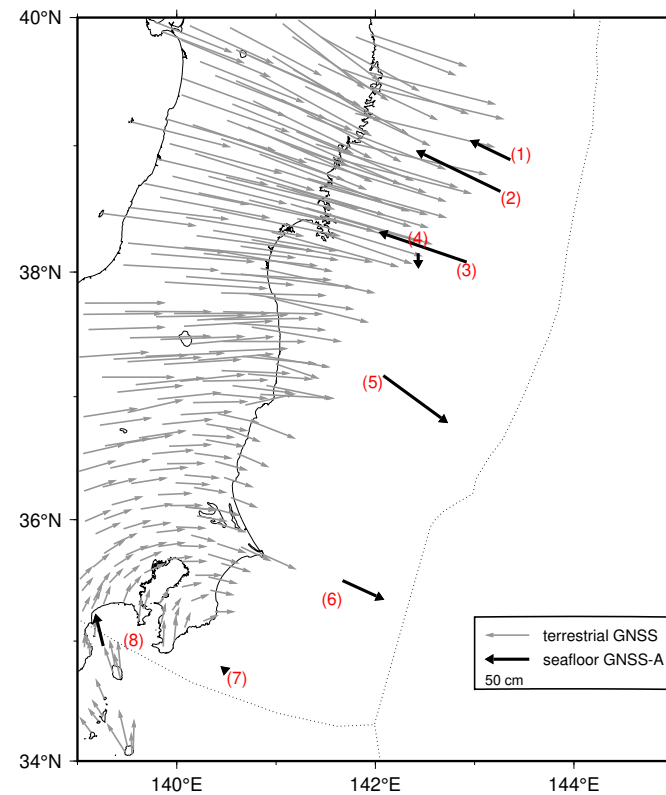 40°N
(1)
(2)
(4)
(3)
38°N
(5)
36°N
(6)
terrestrial GNSS
(8)
seafloor GNSS-A
(7)
50 cm
34°N
140°E 142°E 144°E